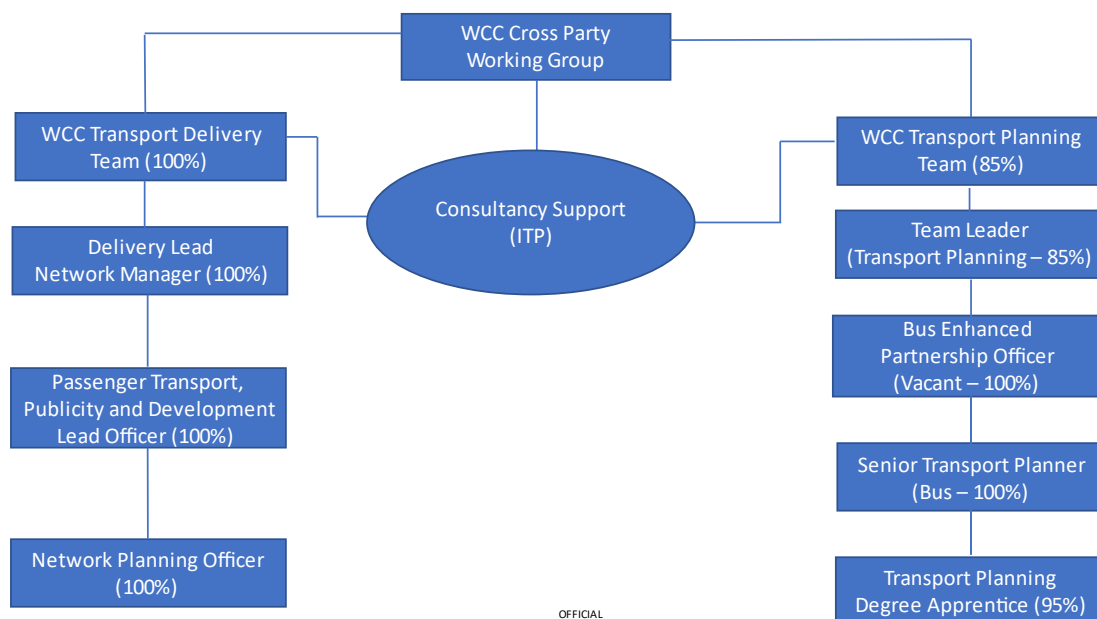 WCC Cross Party
Working Group
WCC Transport Delivery
Team (100%)
WCC Transport Planning
Team (85%)
Consultancy Support
(ITP)
Delivery Lead
Network Manager (100%)
Team Leader
(Transport Planning – 85%)
Bus Enhanced
Partnership Officer
(Vacant – 100%)
Passenger Transport,
Publicity and Development
Lead Officer (100%)
Senior Transport Planner
(Bus – 100%)
Network Planning Officer
(100%)
Transport Planning
Degree Apprentice (95%)
OFFICIAL